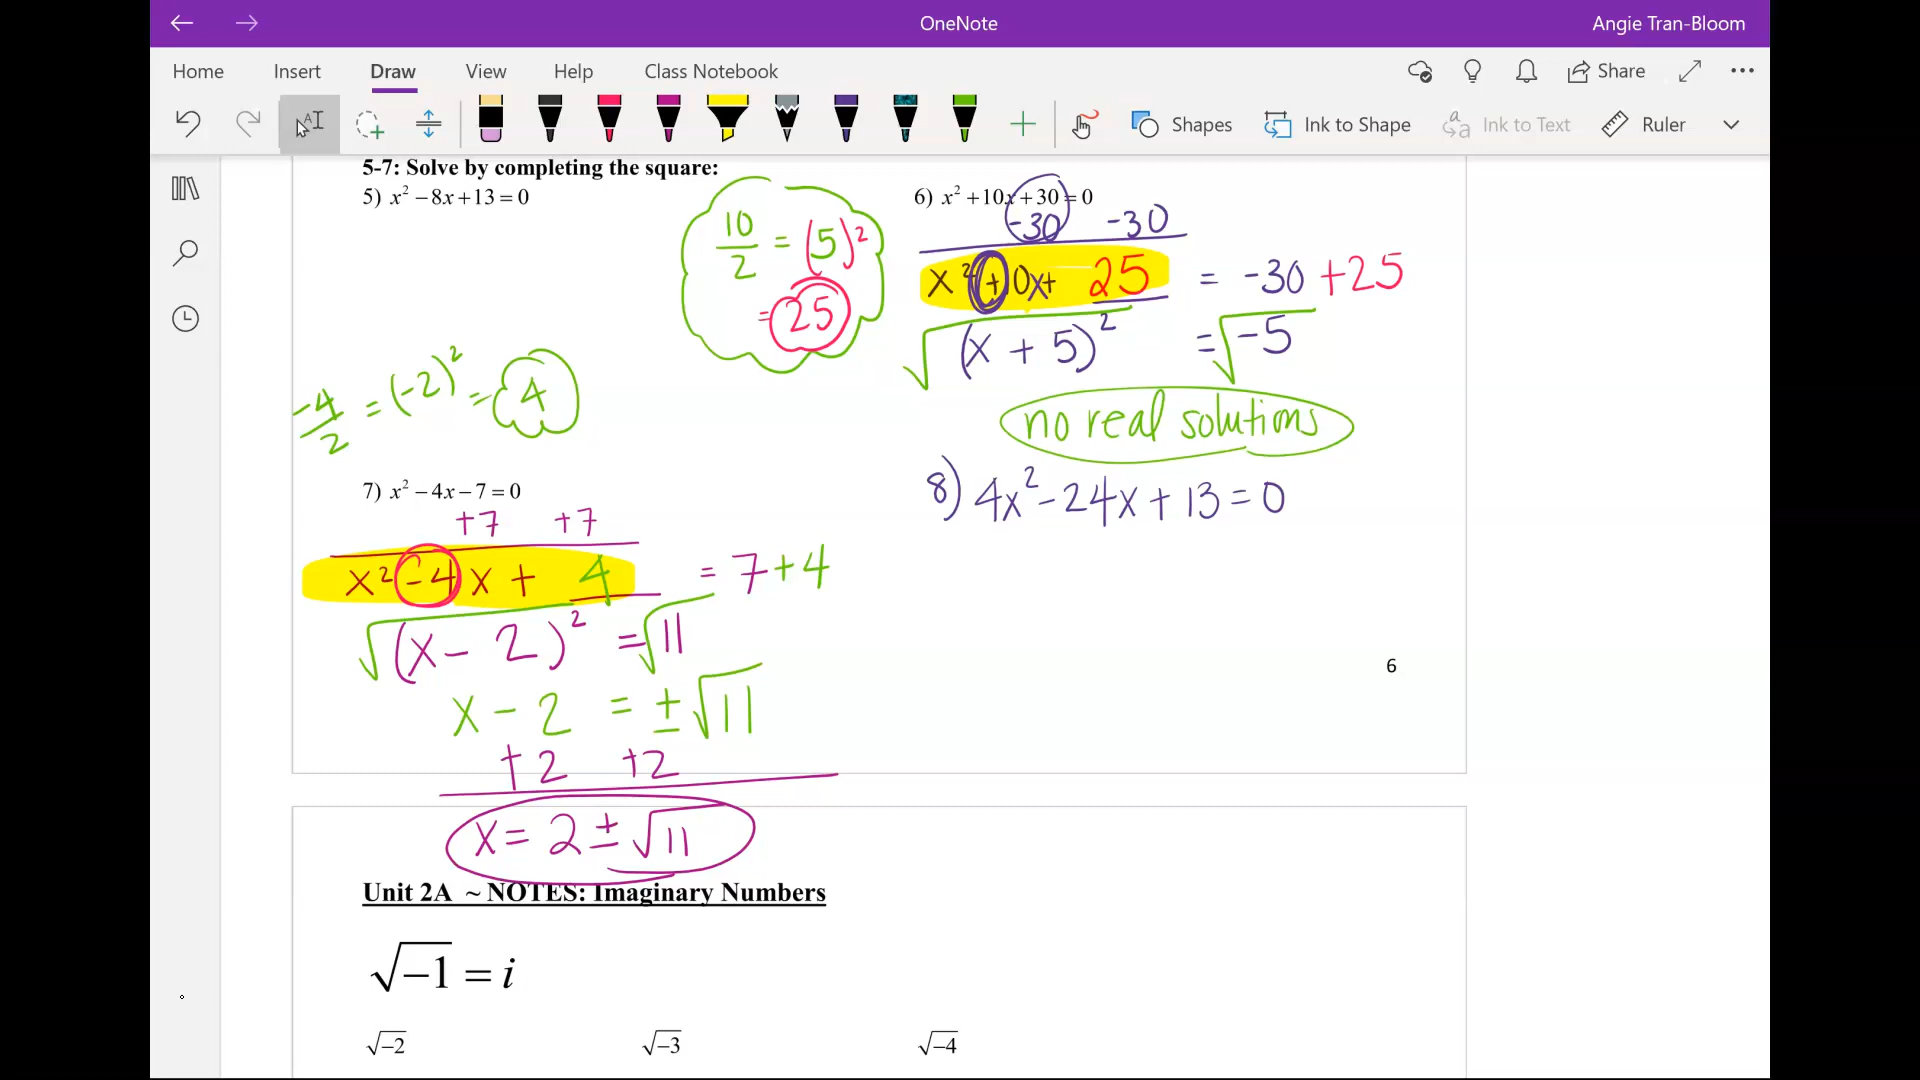 OneNote
Angie Tran-Bloom
Home Insert Draw View Help Class Notebook Share
Shapes Ink to Shape Ink to Text Ruler
5-7: Solve by completing the square:
5) x² − 8x + 13 = 0
10/2 = (5)²
= 25
6) x² + 10x + 30 = 0
-30 -30
x² + 10x + 25 = -30 + 25
√(x + 5)² = √-5
no real solutions
-4/2 = (-2)² = 4
7) x² − 4x − 7 = 0
+7 +7
x² - 4x + 4 = 7 + 4
√(x - 2)² = √11
x - 2 = ± √11
+2 +2
x = 2 ± √11
8) 4x² - 24x + 13 = 0
6
Unit 2A ~ NOTES: Imaginary Numbers
√−1 = i
√−2 √−3 √−4